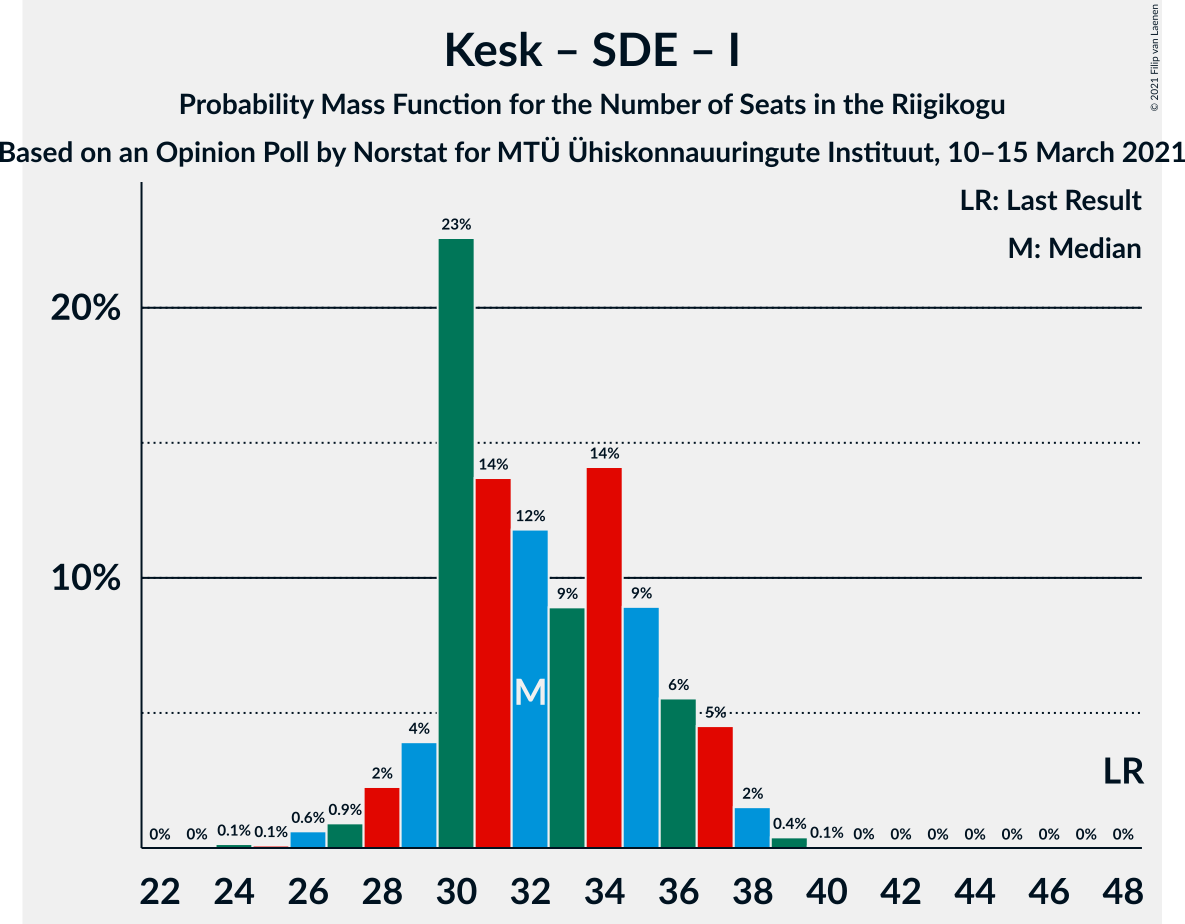 Kesk – SDE – I
Probability Mass Function for the Number of Seats in the Riigikogu
Based on an Opinion Poll by Norstat for MTÜ Ühiskonnauuringute Instituut, 10–15 March 2021
© 2021 Filip van Laenen
LR: Last Result
M: Median
23%
20%
14% 14%
12%
10%
9% 9%
M
6%
5%
4%
LR
2% 2%
0% 0% 0.1% 0.1% 0.6% 0.9% 0.4% 0.1% 0% 0% 0% 0% 0% 0% 0% 0%
22 24 26 28 30 32 34 36 38 40 42 44 46 48